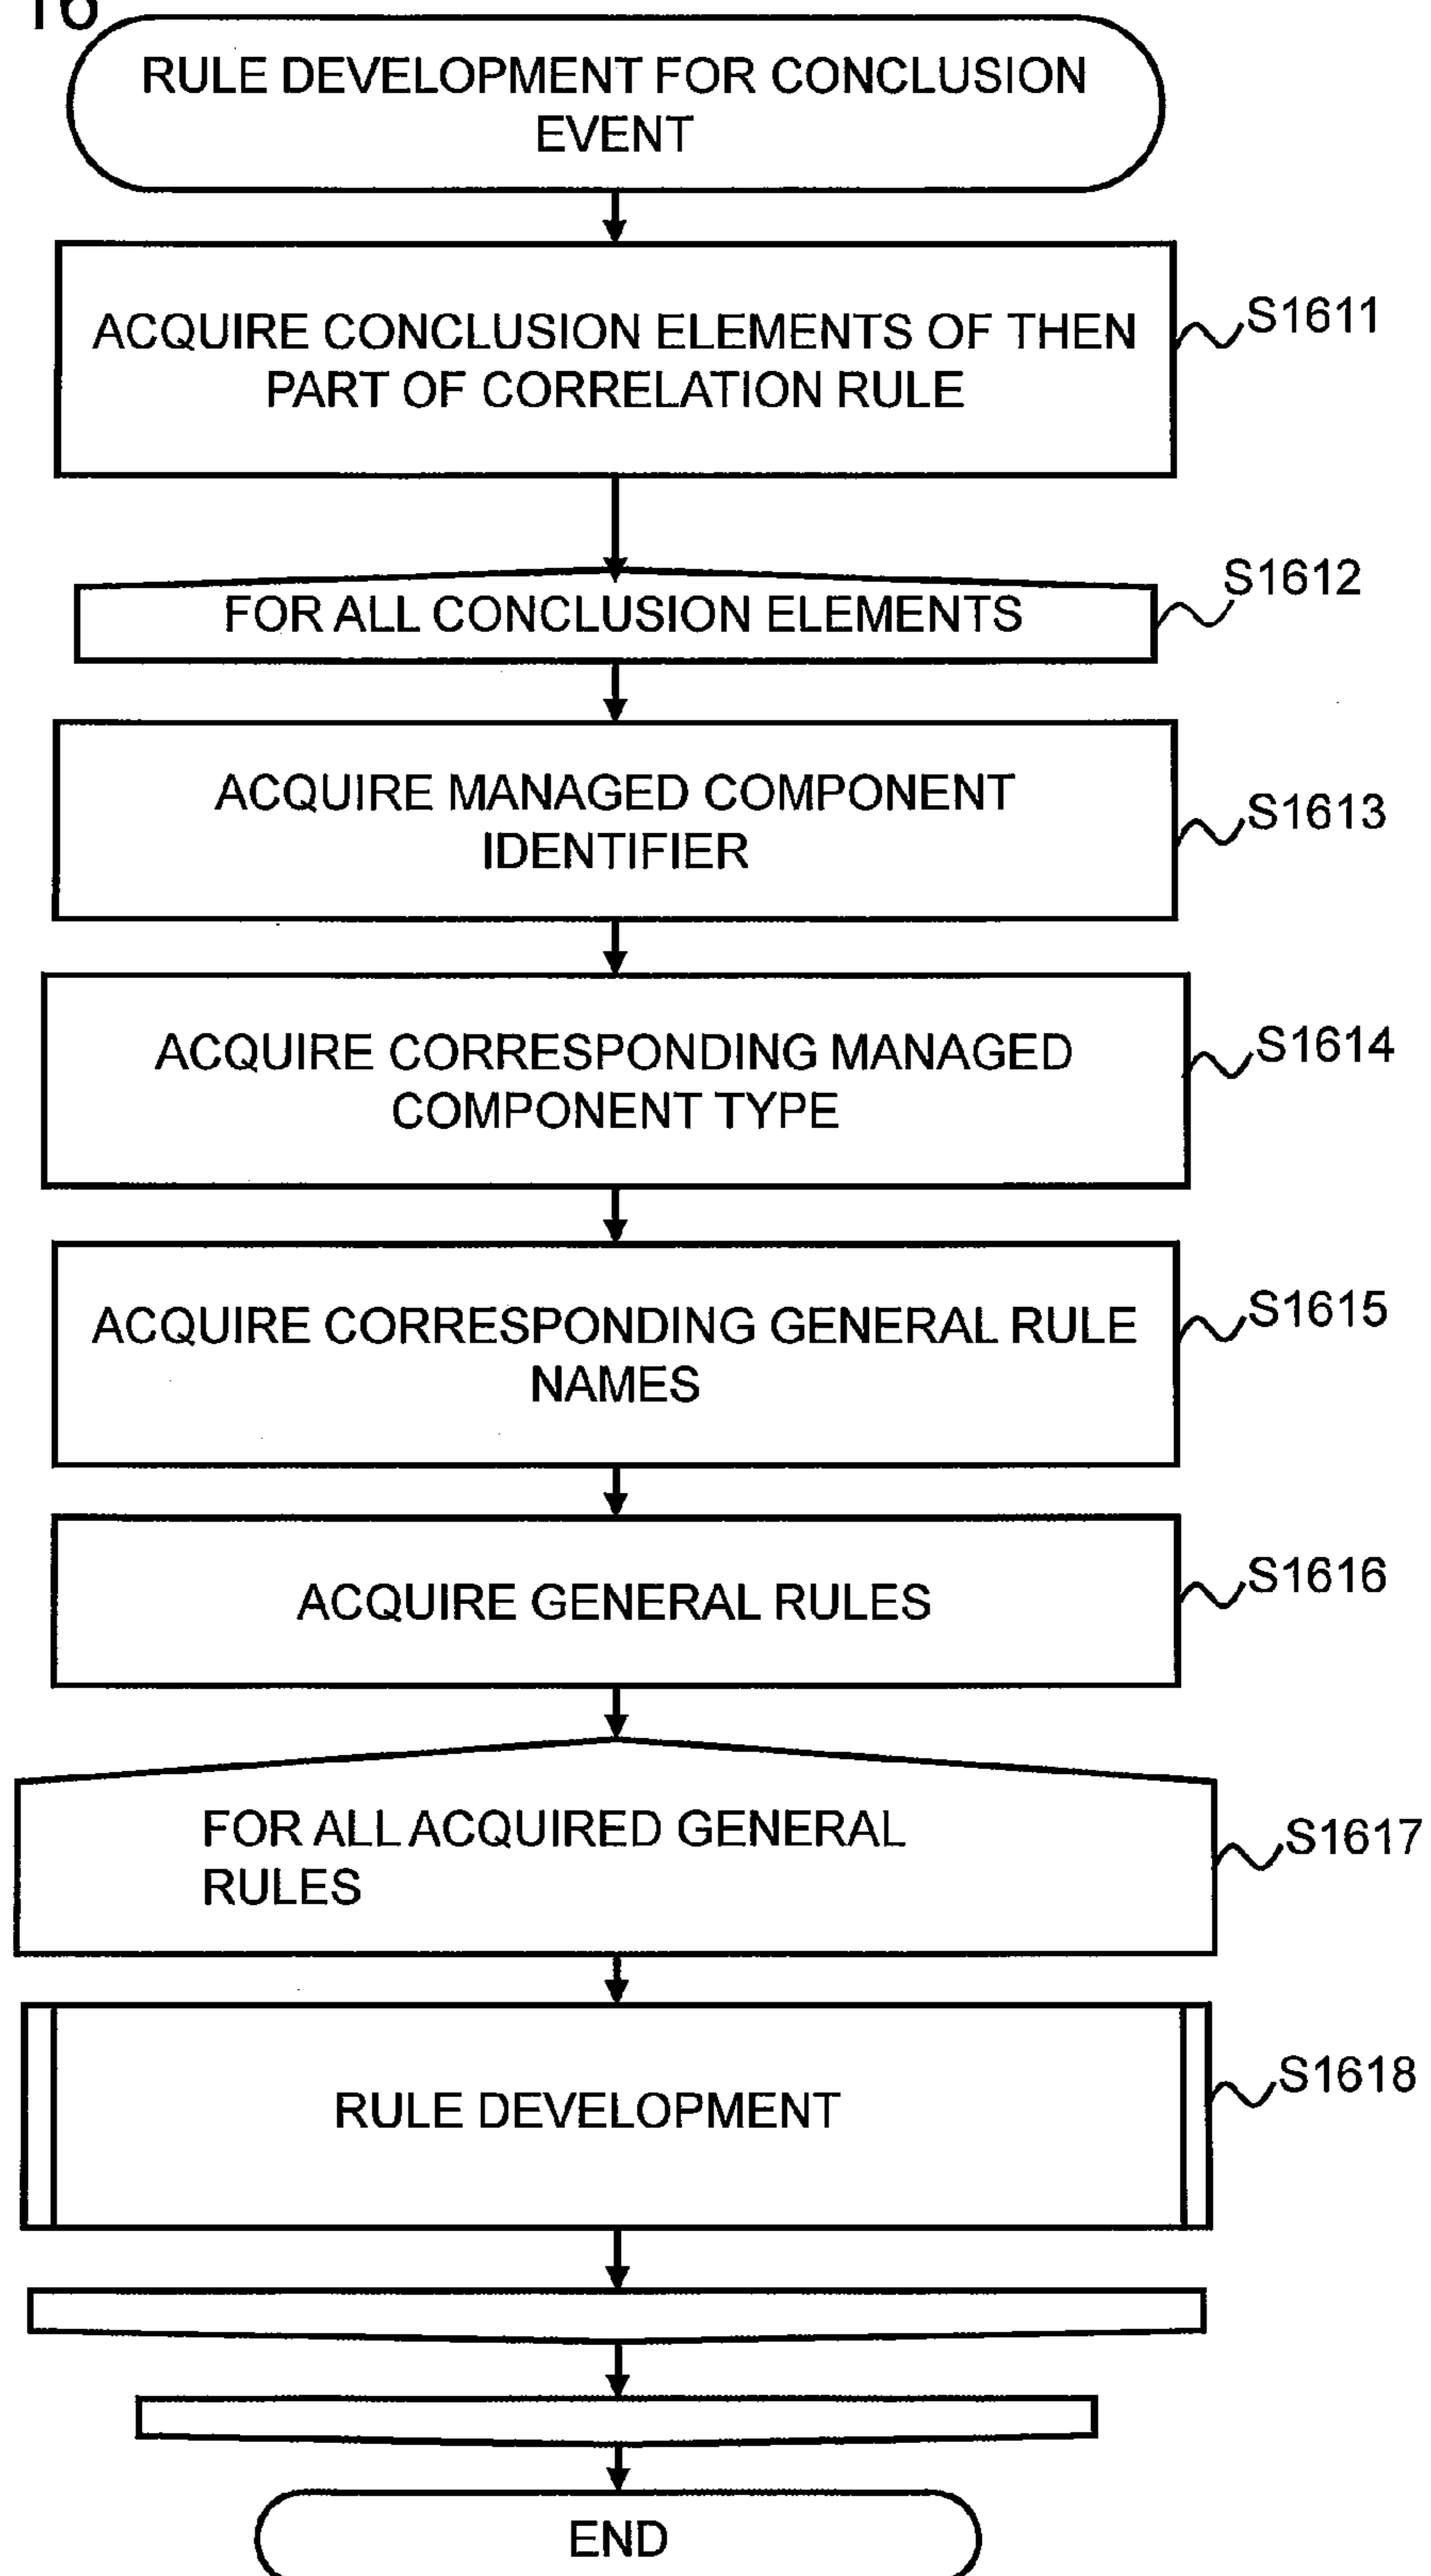 16
RULE DEVELOPMENT FOR CONCLUSION
EVENT
ACQUIRE CONCLUSION ELEMENTS OF THEN
PART OF CORRELATION RULE
S1611
FOR ALL CONCLUSION ELEMENTS
S1612
ACQUIRE MANAGED COMPONENT
IDENTIFIER
S1613
ACQUIRE CORRESPONDING MANAGED
COMPONENT TYPE
S1614
ACQUIRE CORRESPONDING GENERAL RULE
NAMES
S1615
ACQUIRE GENERAL RULES
S1616
FOR ALL ACQUIRED GENERAL
RULES
S1617
RULE DEVELOPMENT
S1618
END